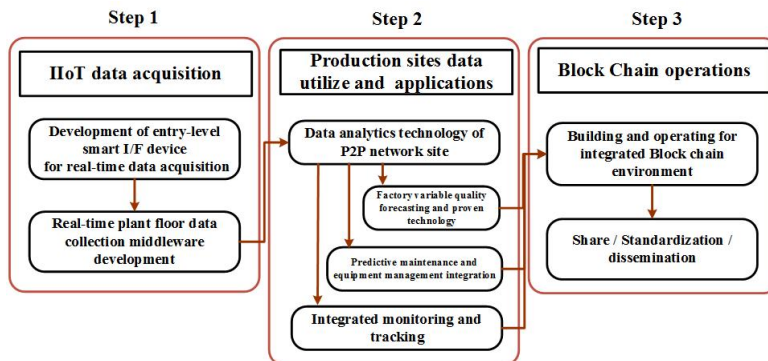 Step 1
IIoT data acquisition
Development of entry-level
smart I/F device
for real-time data acquisition
Real-time plant floor data
collection middleware
development
Step 2
Production sites data
utilize and applications
Data analytics technology of
P2P network site
Factory variable quality
forecasting and proven
technology
Predictive maintenance and
equipment management integration
Integrated monitoring and
tracking
Step 3
Block Chain operations
Building and operating for
integrated Block chain
environment
Share / Standardization /
dissemination